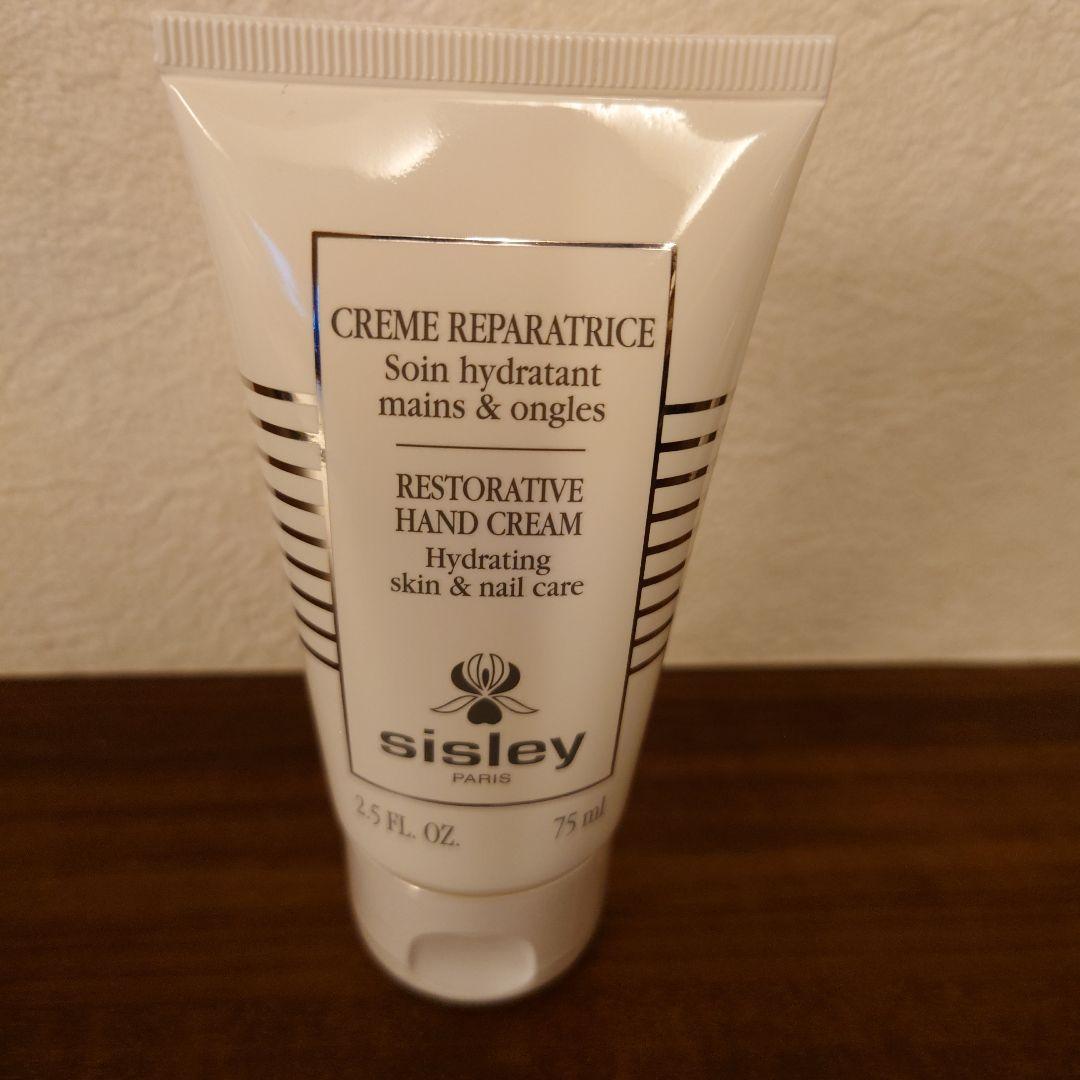 CREME REPARATRICE
Soin hydratant
mains & ongles
RESTORATIVE
HAND CREAM
Hydrating
skin & nail care
sisley
PARIS
2.5 FL. OZ. 75 ml